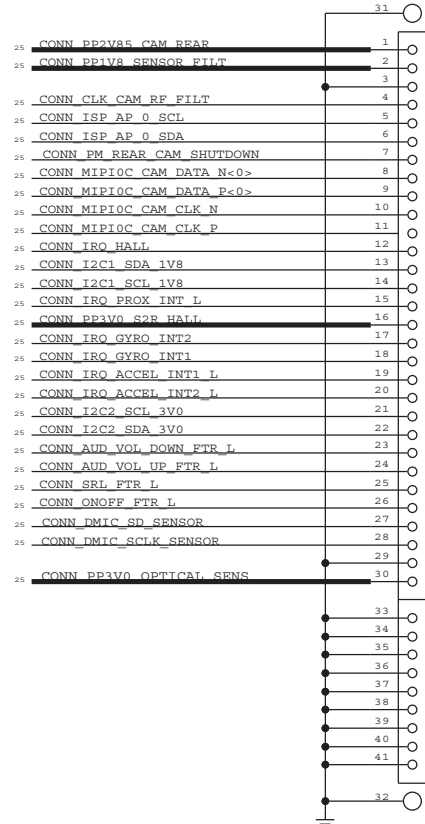 31
25 CONN_PP2V85_CAM_REAR 1
25 CONN_PP1V8_SENSOR_FILT 2
3
25 CONN_CLK_CAM_RF_FILT 4
25 CONN_ISP_AP_0_SCL 5
25 CONN_ISP_AP_0_SDA 6
25 CONN_PM_REAR_CAM_SHUTDOWN 7
25 CONN_MIPI0C_CAM_DATA_N<0> 8
25 CONN_MIPI0C_CAM_DATA_P<0> 9
25 CONN_MIPI0C_CAM_CLK_N 10
25 CONN_MIPI0C_CAM_CLK_P 11
25 CONN_IRQ_HALL 12
25 CONN_I2C1_SDA_1V8 13
25 CONN_I2C1_SCL_1V8 14
25 CONN_IRQ_PROX_INT_L 15
25 CONN_PP3V0_S2R_HALL 16
25 CONN_IRQ_GYRO_INT2 17
25 CONN_IRQ_GYRO_INT1 18
25 CONN_IRQ_ACCEL_INT1_L 19
25 CONN_IRQ_ACCEL_INT2_L 20
25 CONN_I2C2_SCL_3V0 21
25 CONN_I2C2_SDA_3V0 22
25 CONN_AUD_VOL_DOWN_FTR_L 23
25 CONN_AUD_VOL_UP_FTR_L 24
25 CONN_SRL_FTR_L 25
25 CONN_ONOFF_FTR_L 26
25 CONN_DMIC_SD_SENSOR 27
25 CONN_DMIC_SCLK_SENSOR 28
29
25 CONN_PP3V0_OPTICAL_SENS 30
33
34
35
36
37
38
39
40
41
32